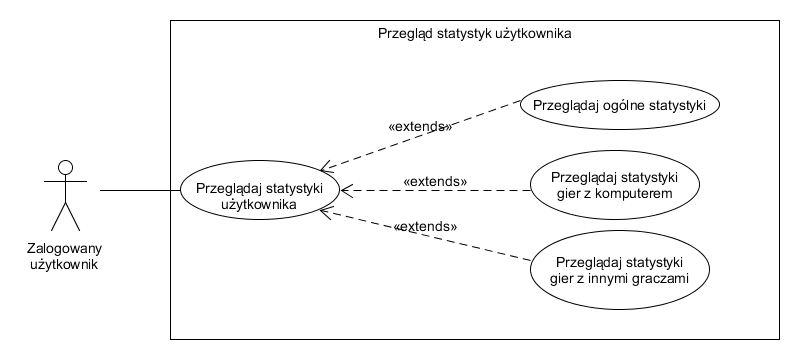 Przegląd statystyk użytkownika
Przeglądaj ogólne statystyki
«extends»
Przeglądaj statystyki
gier z komputerem
«extends»
Przeglądaj statystyki
użytkownika
«extends»
Zalogowany
użytkownik
Przeglądaj statystyki
gier z innymi graczami